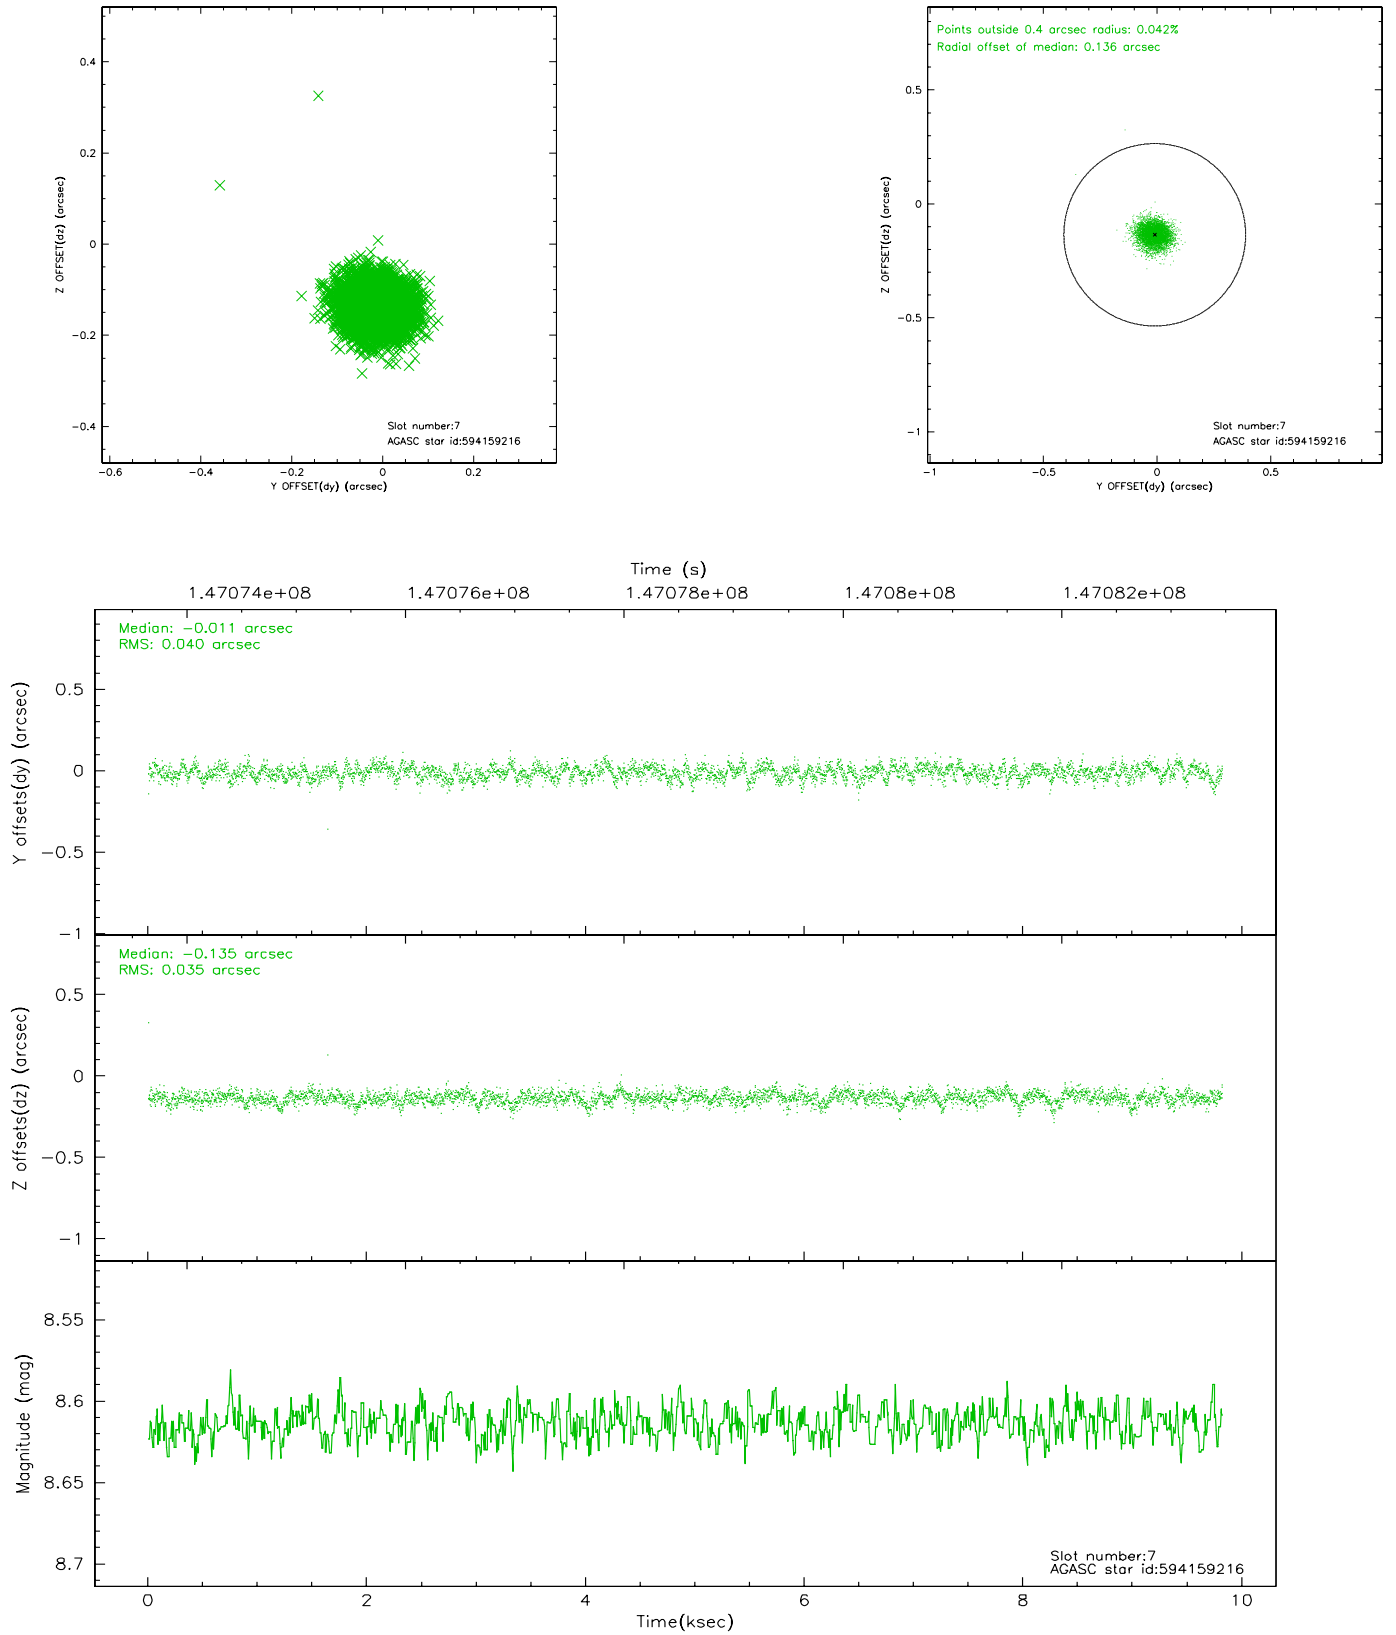 0.4
0.2
0
−0.2
−0.4
Z OFFSET(dz) (arcsec)
Slot number:7
AGASC star id:594159216
−0.6
−0.4
−0.2
0
0.2
Y OFFSET(dy) (arcsec)
Points outside 0.4 arcsec radius: 0.042%
Radial offset of median: 0.136 arcsec
0.5
0
−0.5
−1
Z OFFSET(dz) (arcsec)
Slot number:7
AGASC star id:594159216
−1
−0.5
0
0.5
Y OFFSET(dy) (arcsec)
Time (s)
1.47074e+08
1.47076e+08
1.47078e+08
1.4708e+08
1.47082e+08
Median: −0.011 arcsec
RMS: 0.040 arcsec
0.5
0
−0.5
−1
Y offsets(dy) (arcsec)
Median: −0.135 arcsec
RMS: 0.035 arcsec
0.5
0
−0.5
−1
Z offsets(dz) (arcsec)
8.55
8.6
8.65
8.7
Magnitude (mag)
Slot number:7
AGASC star id:594159216
0
2
4
6
8
10
Time(ksec)